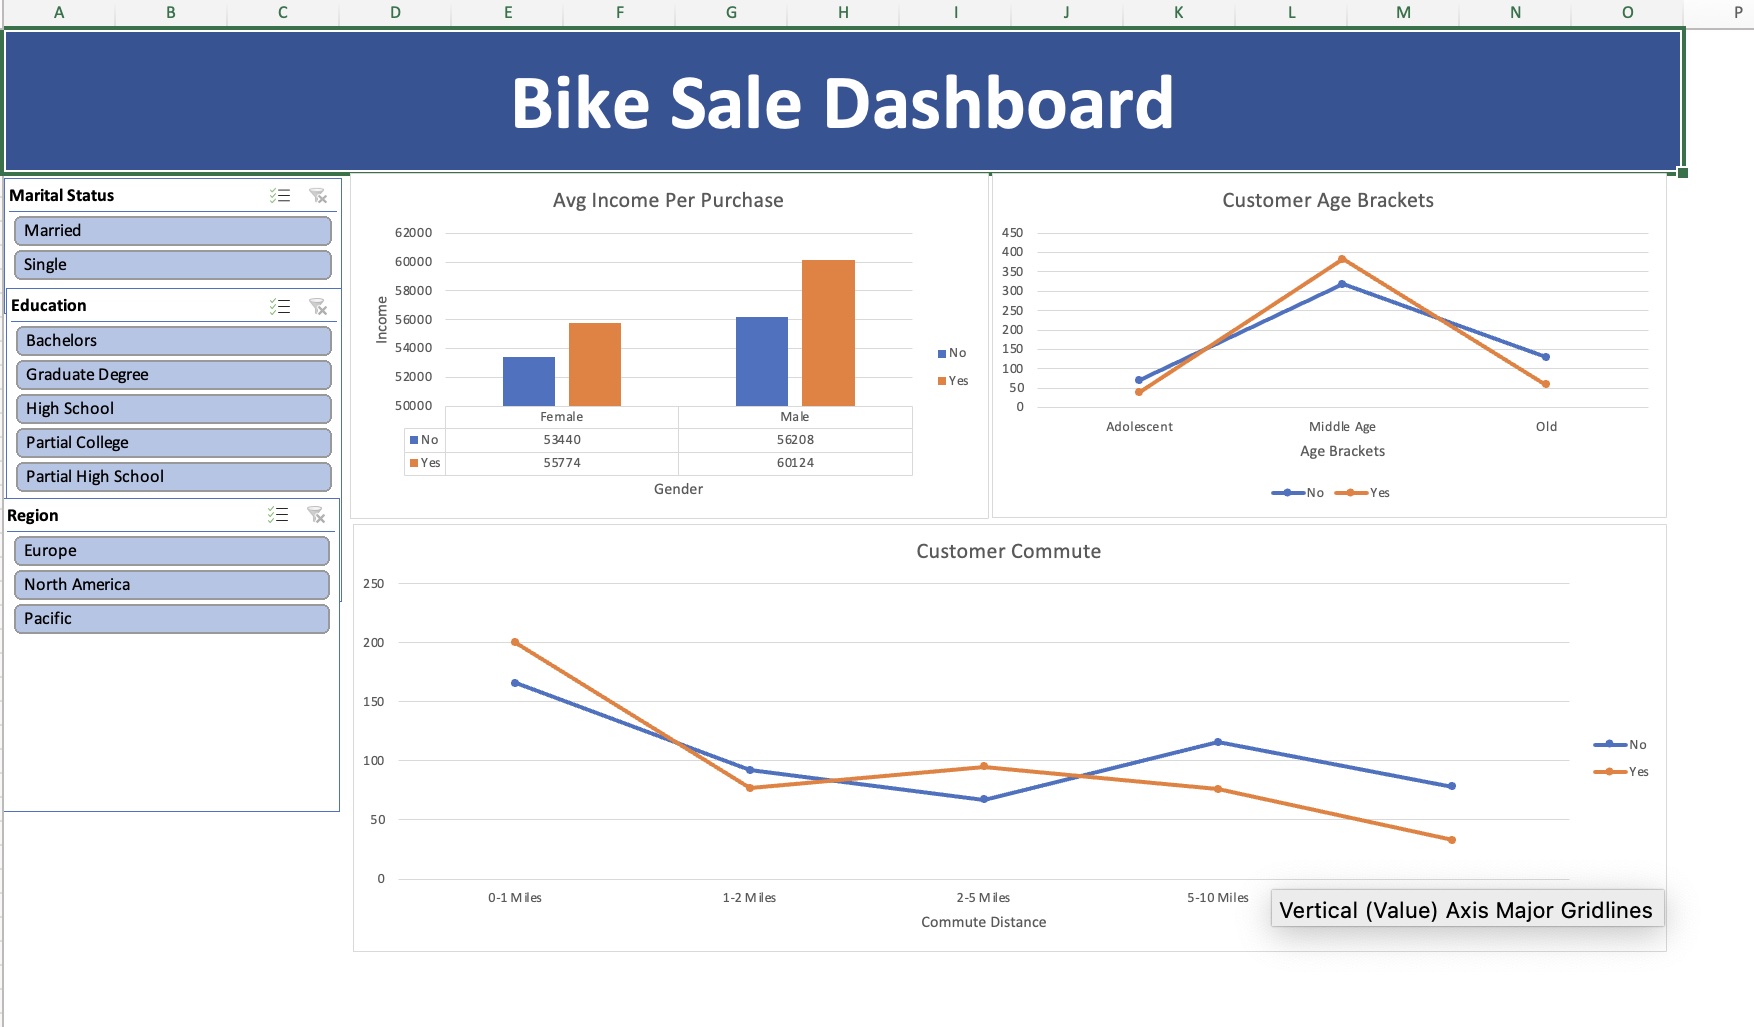 A B C D E F G H I J K L M N O P
Bike Sale Dashboard
Marital Status
Married
Single
Education
Bachelors
Graduate Degree
High School
Partial College
Partial High School
Region
Europe
North America
Pacific
Avg Income Per Purchase
62000
60000
58000
56000
54000
52000
50000
Income
Female Male
No 53440 56208
Yes 55774 60124
Gender
No
Yes
Customer Age Brackets
450
400
350
300
250
200
150
100
50
0
Adolescent Middle Age Old
Age Brackets
No Yes
Customer Commute
250
200
150
100
50
0
0-1 Miles 1-2 Miles 2-5 Miles 5-10 Miles
Commute Distance
No
Yes
Vertical (Value) Axis Major Gridlines